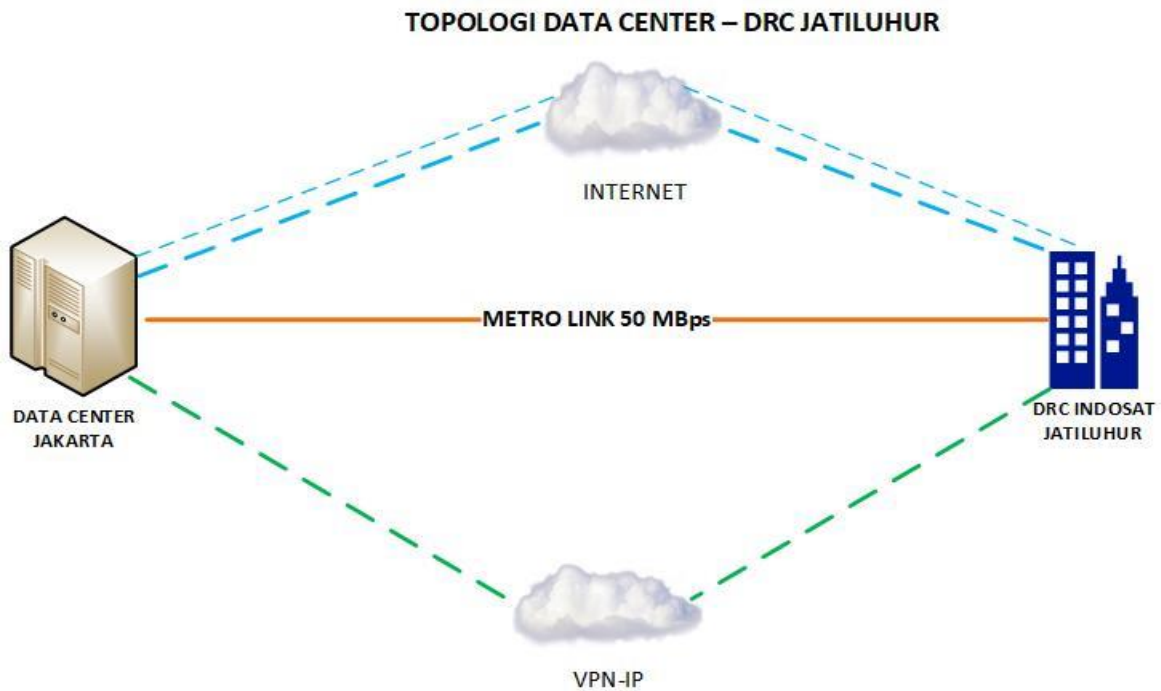 TOPOLOGI DATA CENTER – DRC JATILUHUR
INTERNET
METRO LINK 50 MBps
DATA CENTER
JAKARTA
DRC INDOSAT
JATILUHUR
VPN-IP